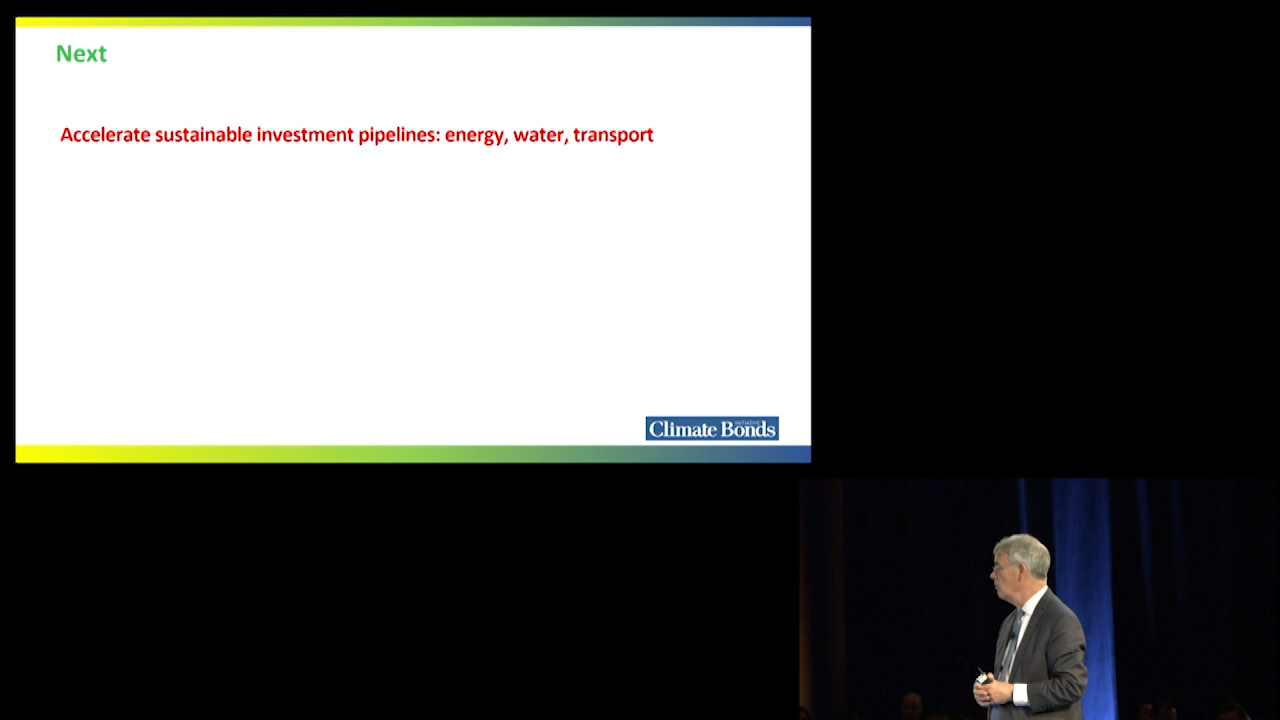 Next
Accelerate sustainable investment pipelines: energy, water, transport
Climate Bonds